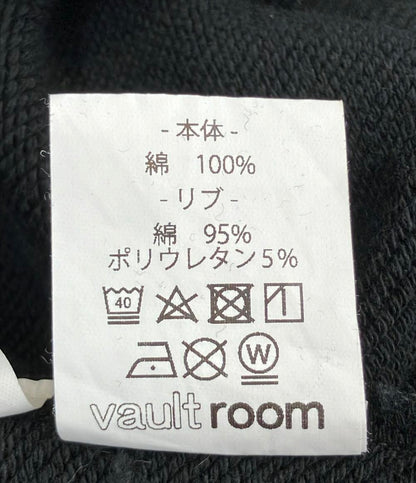 - 本体 -
綿 100%
- リブ -
綿 95%
ポリウレタン 5%
40
W
vault room